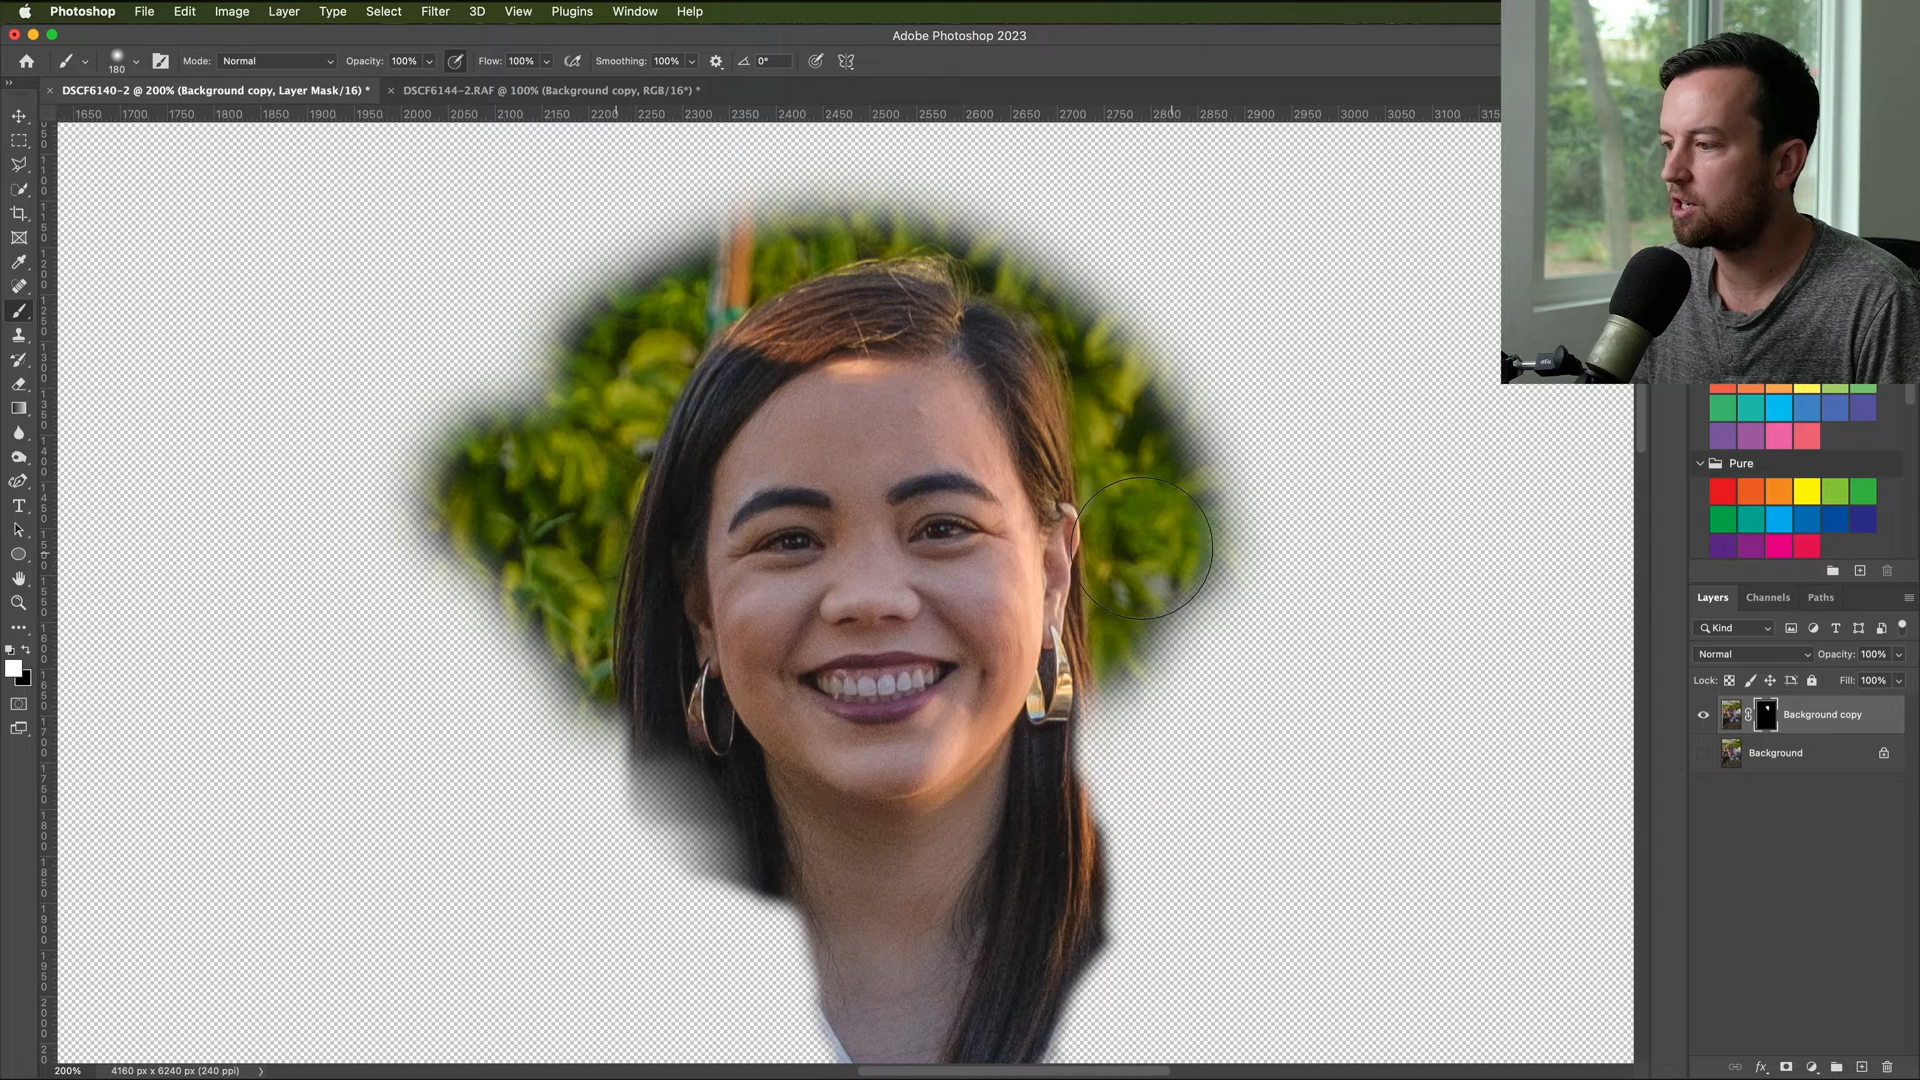 Photoshop File Edit Image Layer Type Select Filter 3D View Plugins Window Help
Adobe Photoshop 2023
180 Mode: Normal Opacity: 100% Flow: 100% Smoothing: 100% 0°
DSCF6140-2 @ 200% (Background copy, Layer Mask/16) * DSCF6144-2.RAF @ 100% (Background copy, RGB/16*) *
1650 1700 1750 1800 1850 1900 1950 2000 2050 2100 2150 2200 2250 2300 2350 2400 2450 2500 2550 2600 2650 2700 2750 2800 2850 2900 2950 3000 3050 3100
Pure
Layers Channels Paths
Kind
Normal Opacity: 100%
Lock: Fill: 100%
Background copy
Background
200% 4160 px x 6240 px (240 ppi)